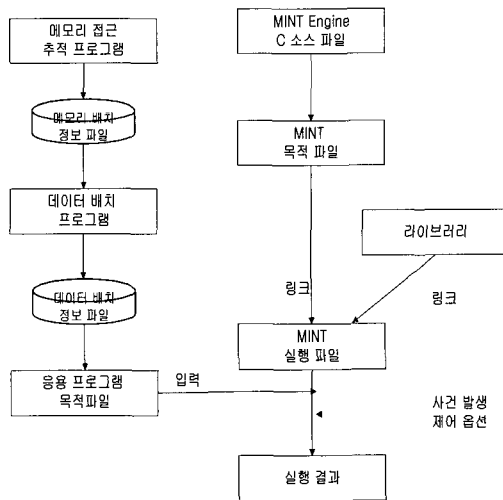 메모리 접근
추적 프로그램
메모리 배치
정보 파일
데이터 배치
프로그램
데이터 배치
정보 파일
응용 프로그램
목적파일
입력
MINT Engine
C 소스 파일
MINT
목적 파일
라이브러리
링크
링크
MINT
실행 파일
사건 발생
제어 옵션
실행 결과